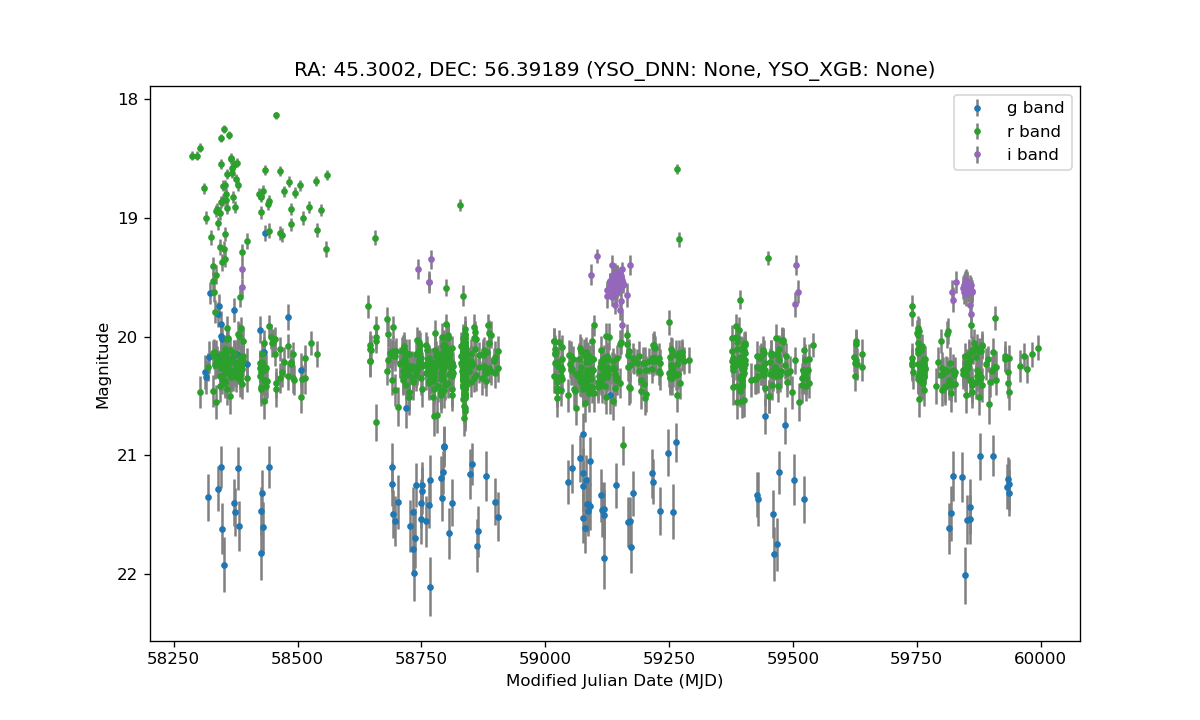 RA: 45.3002, DEC: 56.39189 (YSO_DNN: None, YSO_XGB: None)
g band
r band
i band
18
19
20
21
22
Magnitude
58250 58500 58750 59000 59250 59500 59750 60000
Modified Julian Date (MJD)